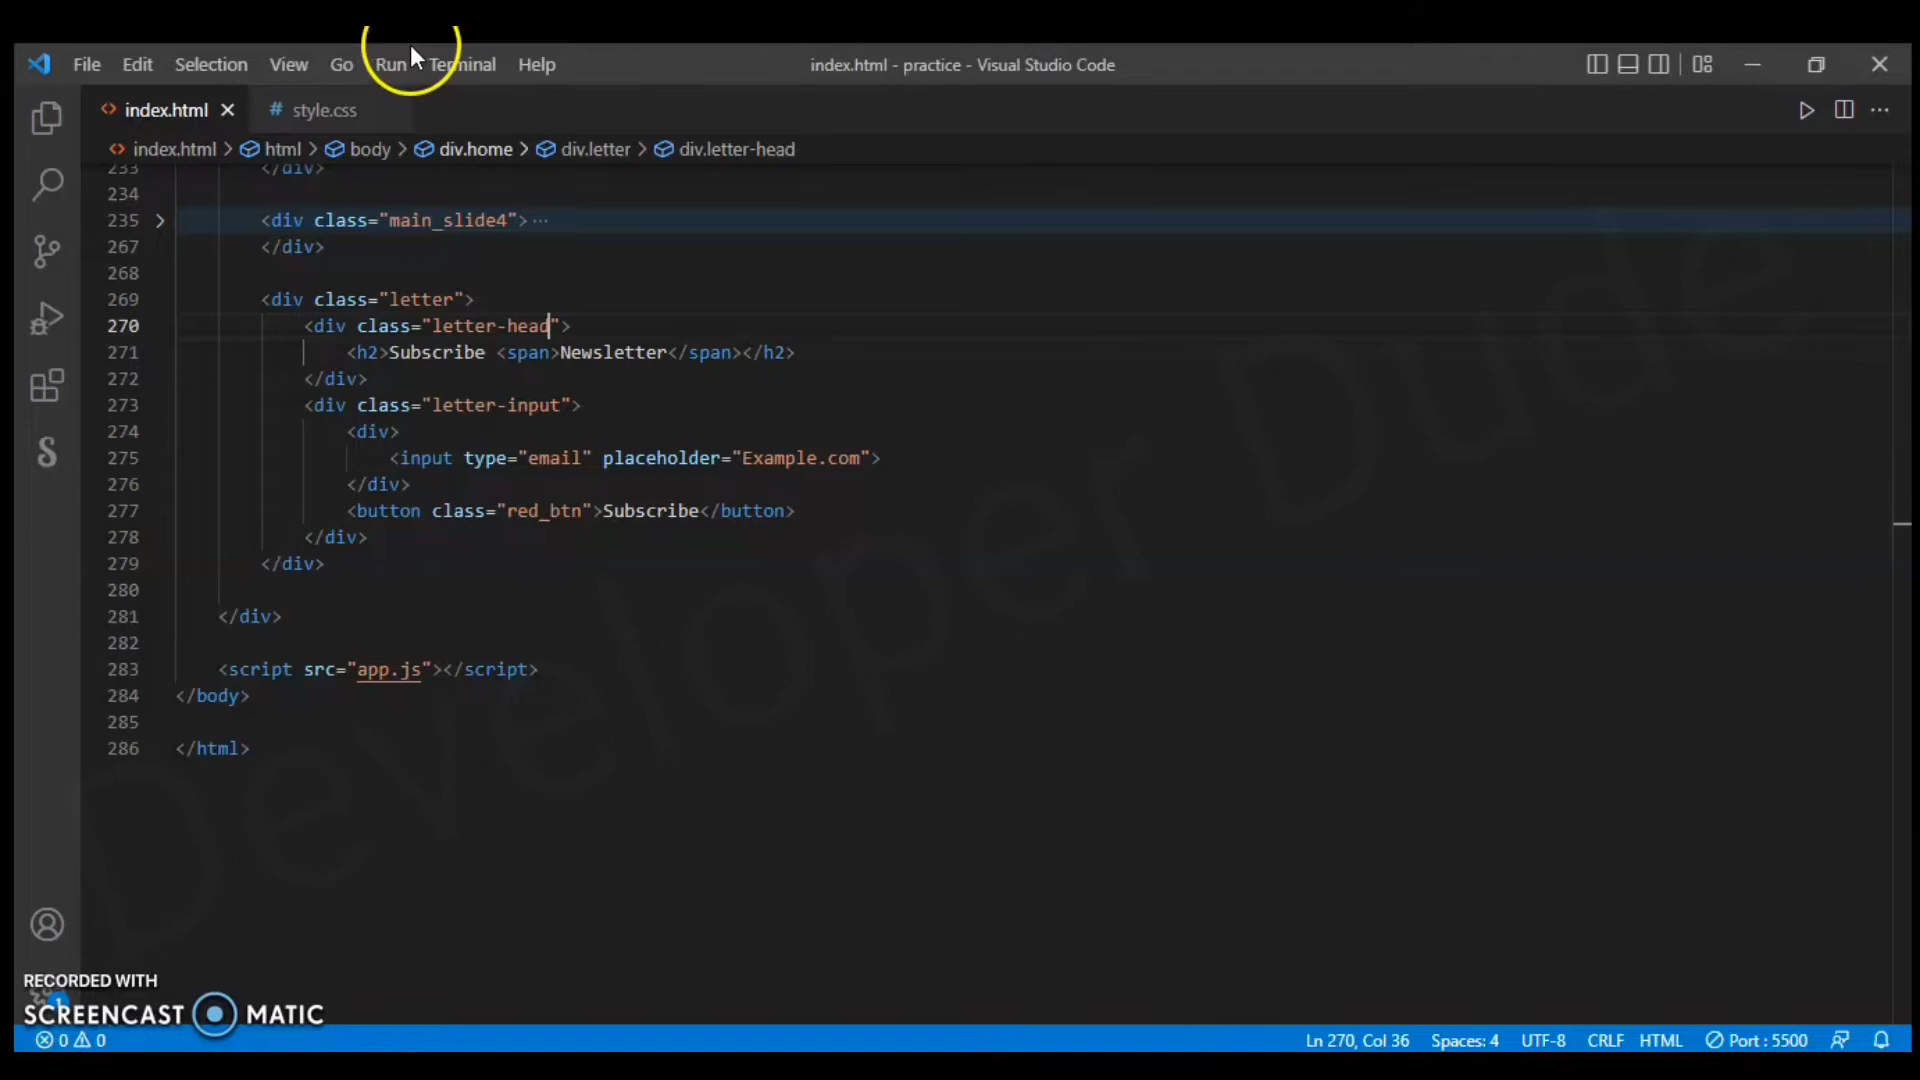 File Edit Selection View Go Run Terminal Help index.html - practice - Visual Studio Code
index.html # style.css
index.html > html > body > div.home > div.letter > div.letter-head
233 </div>
234
235 <div class="main_slide4">···
267 </div>
268
269 <div class="letter">
270 <div class="letter-head">
271 <h2>Subscribe <span>Newsletter</span></h2>
272 </div>
273 <div class="letter-input">
274 <div>
275 <input type="email" placeholder="Example.com">
276 </div>
277 <button class="red_btn">Subscribe</button>
278 </div>
279 </div>
280
281 </div>
282
283 <script src="app.js"></script>
284 </body>
285
286 </html>
Developer Dude
RECORDED WITH
1
SCREENCAST MATIC
0 0 Ln 270, Col 36 Spaces: 4 UTF-8 CRLF HTML Port : 5500